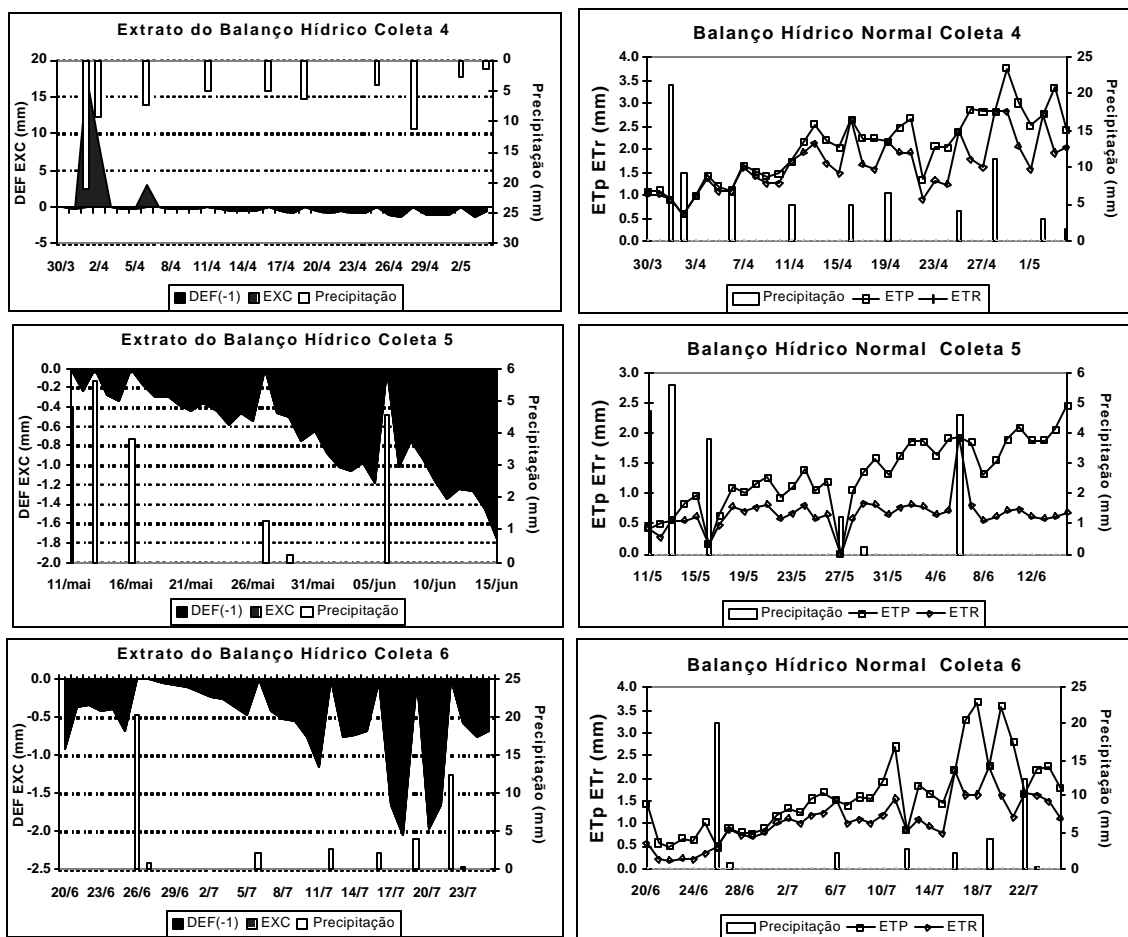 Extrato do Balanço Hídrico Coleta 4
DEF EXC (mm)
20
15
10
5
0
-5
0
5
10
15
20
25
30
Precipitação (mm)
30/3 2/4 5/4 8/4 11/4 14/4 17/4 20/4 23/4 26/4 29/4 2/5
DEF(-1) EXC Precipitação
Balanço Hídrico Normal Coleta 4
ETp ETr (mm)
4.0
3.5
3.0
2.5
2.0
1.5
1.0
0.5
0.0
25
20
15
10
5
0
Precipitação (mm)
30/3 3/4 7/4 11/4 15/4 19/4 23/4 27/4 1/5
Precipitação ETP ETR
Extrato do Balanço Hídrico Coleta 5
DEF EXC (mm)
0.0
-0.2
-0.4
-0.6
-0.8
-1.0
-1.2
-1.4
-1.6
-1.8
-2.0
6
5
4
3
2
1
0
Precipitação (mm)
11/mai 16/mai 21/mai 26/mai 31/mai 05/jun 10/jun 15/jun
DEF(-1) EXC Precipitação
Balanço Hídrico Normal Coleta 5
ETp ETr (mm)
3.0
2.5
2.0
1.5
1.0
0.5
0.0
6
5
4
3
2
1
0
Precipitação (mm)
11/5 15/5 19/5 23/5 27/5 31/5 4/6 8/6 12/6
Precipitação ETP ETR
Extrato do Balanço Hídrico Coleta 6
DEF EXC (mm)
0.0
-0.5
-1.0
-1.5
-2.0
-2.5
25
20
15
10
5
0
Precipitação (mm)
20/6 23/6 26/6 29/6 2/7 5/7 8/7 11/7 14/7 17/7 20/7 23/7
DEF(-1) EXC Precipitação
Balanço Hídrico Normal Coleta 6
ETp ETr (mm)
4.0
3.5
3.0
2.5
2.0
1.5
1.0
0.5
0.0
25
20
15
10
5
0
Precipitação (mm)
20/6 24/6 28/6 2/7 6/7 10/7 14/7 18/7 22/7
Precipitação ETP ETR